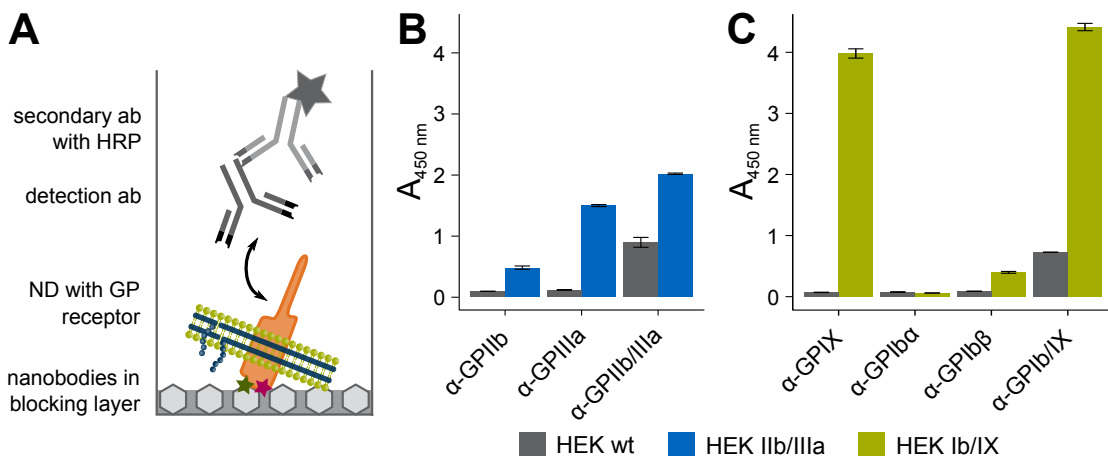 A
secondary ab
with HRP
detection ab
ND with GP
receptor
nanobodies in
blocking layer
B
A450 nm
4
3
2
1
0
α-GPIIb
α-GPIIIa
α-GPIIb/IIIa
C
A450 nm
4
3
2
1
0
α-GPIX
α-GPIbα
α-GPIbβ
α-GPIb/IX
HEK wt
HEK IIb/IIIa
HEK Ib/IX